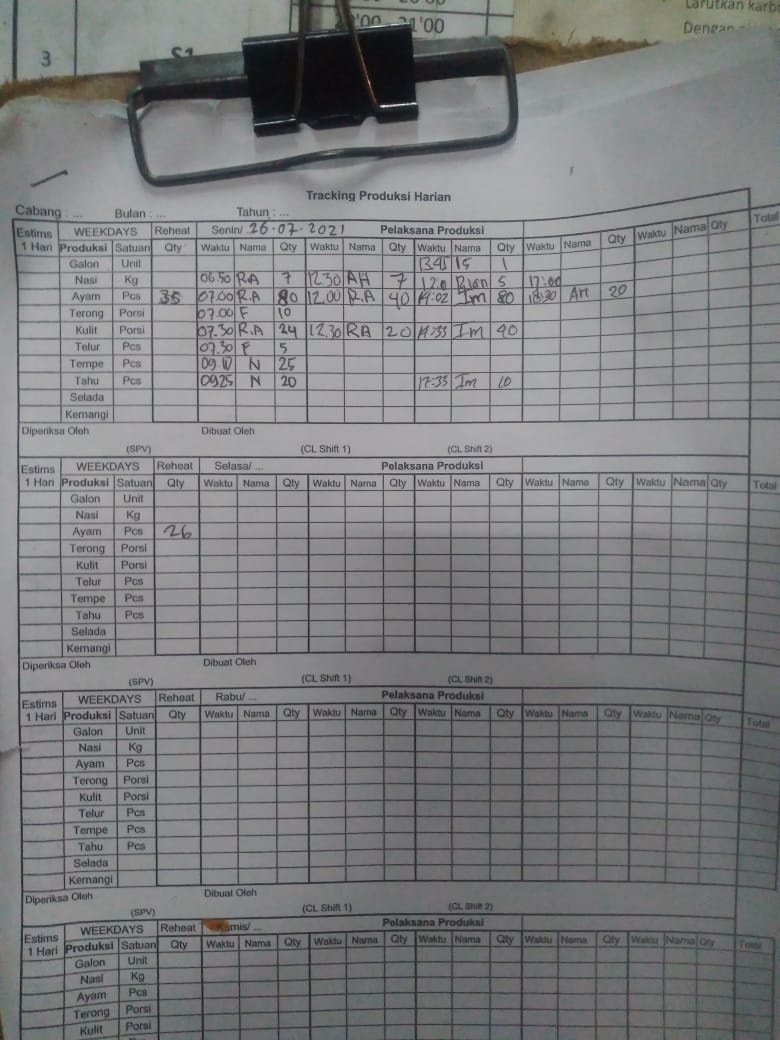 00 - 21'00
Larutkan
Dengan
3 S1
Tracking Produksi Harian
Cabang : ... Bulan : ... Tahun : ...
Estims WEEKDAYS Reheat Senin/ 26-07-2021 Pelaksana Produksi Total
1 Hari Produksi Satuan Qty Waktu Nama Qty Waktu Nama Qty Waktu Nama Qty Waktu Nama Qty Waktu Nama Qty
Galon Unit 1
Nasi Kg 06.50 R.A 7 12.30 AH 7 Rian 5 17:00
Ayam Pcs 35 07.00 R.A 80 12.00 R.A 40 19:02 Im 80 18:30 AH 20
Terong Porsi 07.00 F 10
Kulit Porsi 07.30 R.A 24 12.30 RA 20 19:33 Im 40
Telur Pcs 07.30 F 5
Tempe Pcs 09.10 N 25
Tahu Pcs 0925 N 20 17:33 Im 10
Selada
Kemangi
Diperiksa Oleh Dibuat Oleh
(SPV) (CL Shift 1) (CL Shift 2)
Estims WEEKDAYS Reheat Selasa/ ... Pelaksana Produksi
1 Hari Produksi Satuan Qty Waktu Nama Qty Waktu Nama Qty Waktu Nama Qty Waktu Nama Qty Waktu Nama Qty Total
Galon Unit
Nasi Kg
Ayam Pcs 26
Terong Porsi
Kulit Porsi
Telur Pcs
Tempe Pcs
Tahu Pcs
Selada
Kemangi
Diperiksa Oleh Dibuat Oleh
(SPV) (CL Shift 1) (CL Shift 2)
Estims WEEKDAYS Reheat Rabu/ ... Pelaksana Produksi
1 Hari Produksi Satuan Qty Waktu Nama Qty Waktu Nama Qty Waktu Nama Qty Waktu Nama Qty Waktu Nama Qty Total
Galon Unit
Nasi Kg
Ayam Pcs
Terong Porsi
Kulit Porsi
Telur Pcs
Tempe Pcs
Tahu Pcs
Selada
Kemangi
Diperiksa Oleh Dibuat Oleh
(SPV) (CL Shift 1) (CL Shift 2)
Estims WEEKDAYS Reheat Kamis/ ... Pelaksana Produksi
1 Hari Produksi Satuan Qty Waktu Nama Qty Waktu Nama Qty Waktu Nama Qty Waktu Nama Qty Waktu Nama Qty Total
Galon Unit
Nasi Kg
Ayam Pcs
Terong Porsi
Kulit Porsi